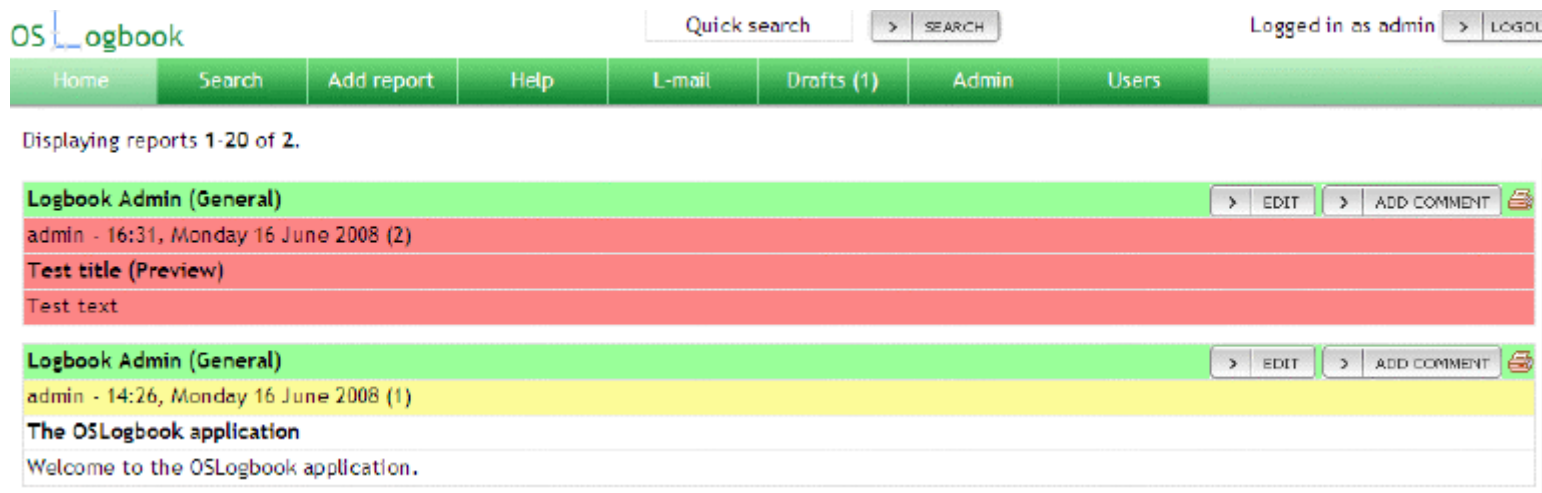 OS Logbook
Quick search > SEARCH Logged in as admin > LOGOU
Home Search Add report Help L-mail Drafts (1) Admin Users
Displaying reports 1-20 of 2.
Logbook Admin (General) > EDIT > ADD COMMENT
admin - 16:31, Monday 16 June 2008 (2)
Test title (Preview)
Test text
Logbook Admin (General) > EDIT > ADD COMMENT
admin - 14:26, Monday 16 June 2008 (1)
The OSLogbook application
Welcome to the OSLogbook application.